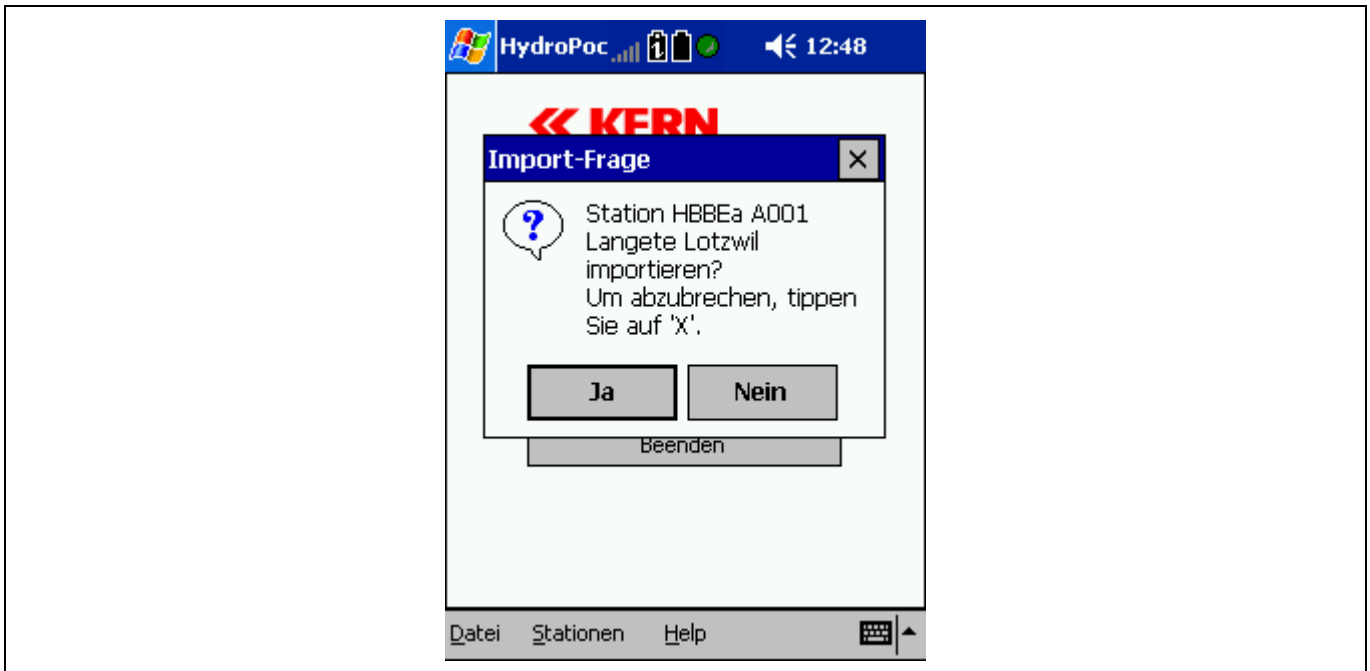 HydroPoc 12:48
KERN
Import-Frage
Station HBBEa A001
Langete Lotzwil
importieren?
Um abzubrechen, tippen
Sie auf 'X'.
Ja Nein
Beenden
Datei Stationen Help